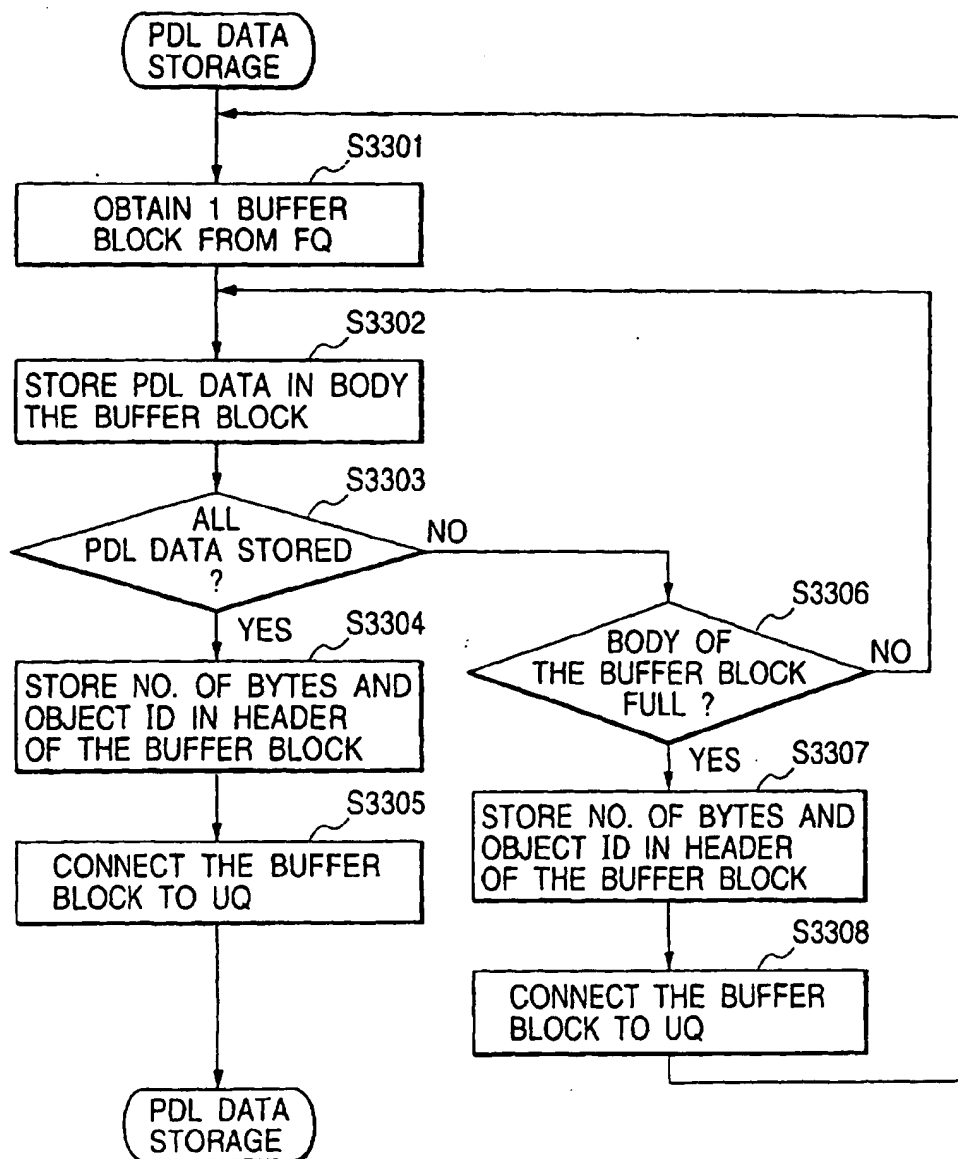 PDL DATA
STORAGE
S3301
OBTAIN 1 BUFFER
BLOCK FROM FQ
S3302
STORE PDL DATA IN BODY
THE BUFFER BLOCK
S3303
ALL
PDL DATA STORED
?
NO
YES
S3304
STORE NO. OF BYTES AND
OBJECT ID IN HEADER
OF THE BUFFER BLOCK
S3305
CONNECT THE BUFFER
BLOCK TO UQ
S3306
BODY OF
THE BUFFER BLOCK
FULL ?
NO
YES
S3307
STORE NO. OF BYTES AND
OBJECT ID IN HEADER
OF THE BUFFER BLOCK
S3308
CONNECT THE BUFFER
BLOCK TO UQ
PDL DATA
STORAGE